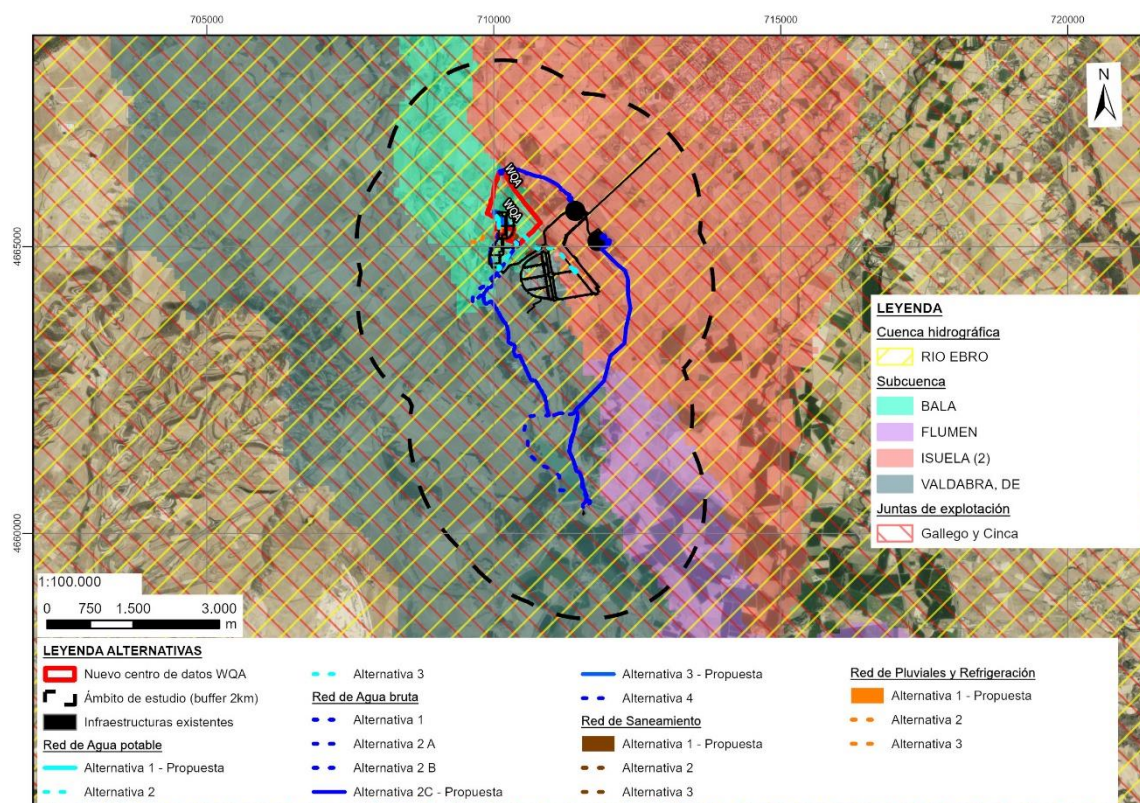 705000
710000
715000
720000
N
WQA
WQA
4665000
4660000
LEYENDA
Cuenca hidrográfica
RIO EBRO
Subcuenca
BALA
FLUMEN
ISUELA (2)
VALDABRA, DE
Juntas de explotación
Gallego y Cinca
1:100.000
0 750 1.500 3.000
m
LEYENDA ALTERNATIVAS
Nuevo centro de datos WQA
Ámbito de estudio (buffer 2km)
Infraestructuras existentes
Red de Agua potable
Alternativa 1 - Propuesta
Alternativa 2
Alternativa 3
Red de Agua bruta
Alternativa 1
Alternativa 2 A
Alternativa 2 B
Alternativa 2C - Propuesta
Alternativa 3 - Propuesta
Alternativa 4
Red de Saneamiento
Alternativa 1 - Propuesta
Alternativa 2
Alternativa 3
Red de Pluviales y Refrigeración
Alternativa 1 - Propuesta
Alternativa 2
Alternativa 3